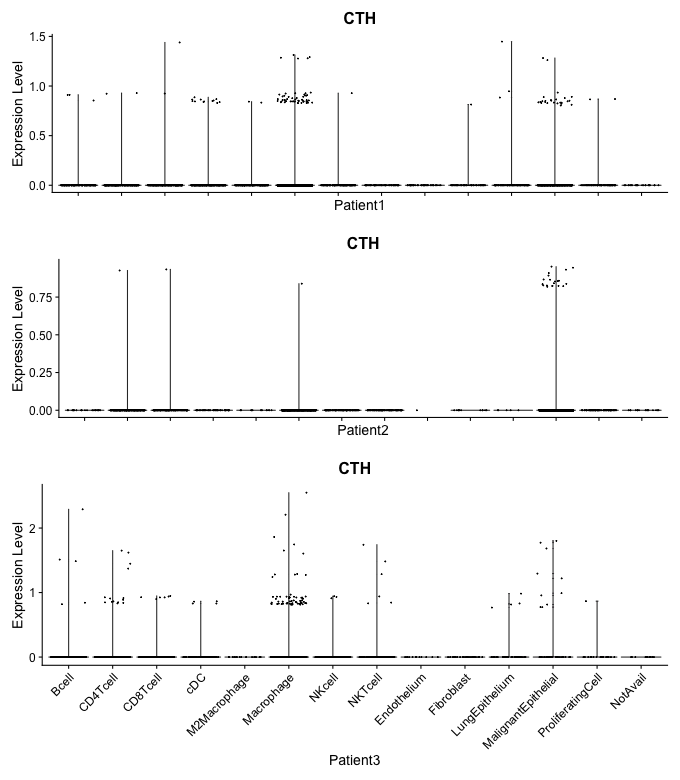 CTH
Expression Level
1.5
1.0
0.5
0.0
Patient1
CTH
Expression Level
0.75
0.50
0.25
0.00
Patient2
CTH
Expression Level
2
1
0
Bcell
CD4Tcell
CD8Tcell
cDC
M2Macrophage
Macrophage
NKcell
NKTcell
Endothelium
Fibroblast
LungEpithelium
MalignantEpithelial
ProliferatingCell
NotAvail
Patient3